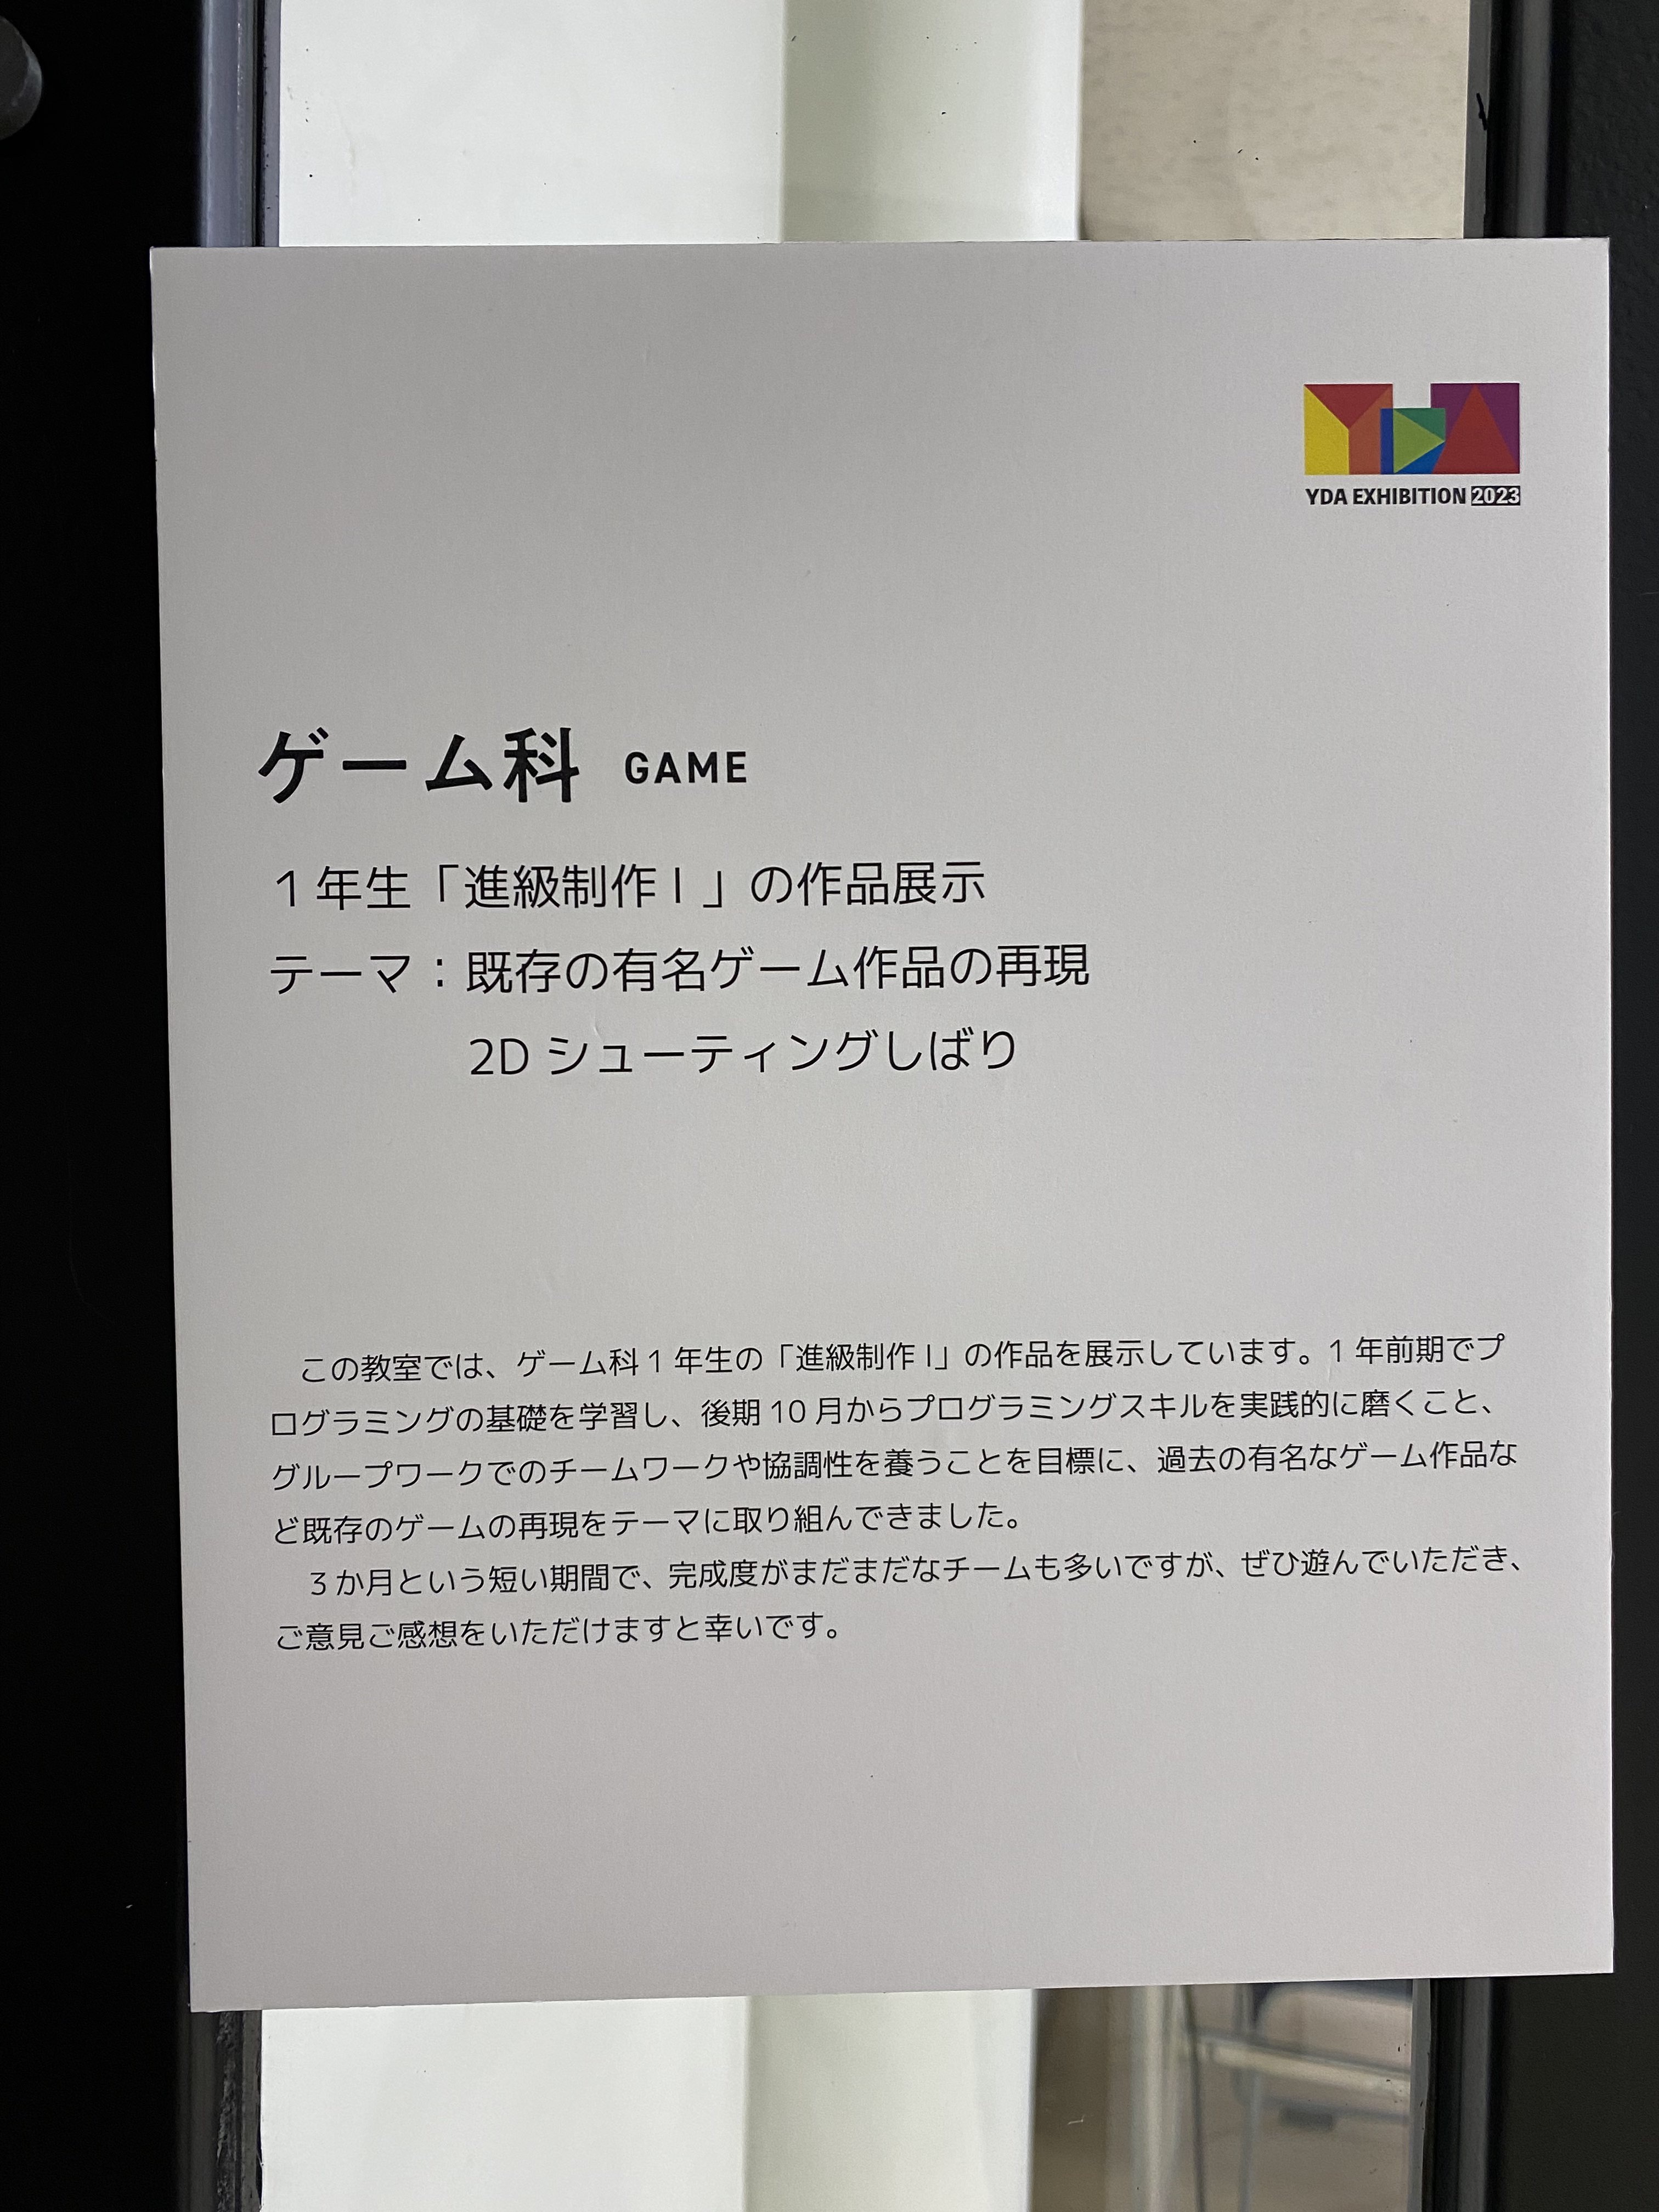 YDA
YDA EXHIBITION 2023
ゲーム科 GAME
1年生「進級制作Ⅰ」の作品展示
テーマ：既存の有名ゲーム作品の再現
2Dシューティングしばり
この教室では、ゲーム科1年生の「進級制作Ⅰ」の作品を展示しています。1年前期でプ
ログラミングの基礎を学習し、後期10月からプログラミングスキルを実践的に磨くこと、
グループワークでのチームワークや協調性を養うことを目標に、過去の有名なゲーム作品な
ど既存のゲームの再現をテーマに取り組んできました。
3か月という短い期間で、完成度がまだまだなチームも多いですが、ぜひ遊んでいただき、
ご意見ご感想をいただけますと幸いです。